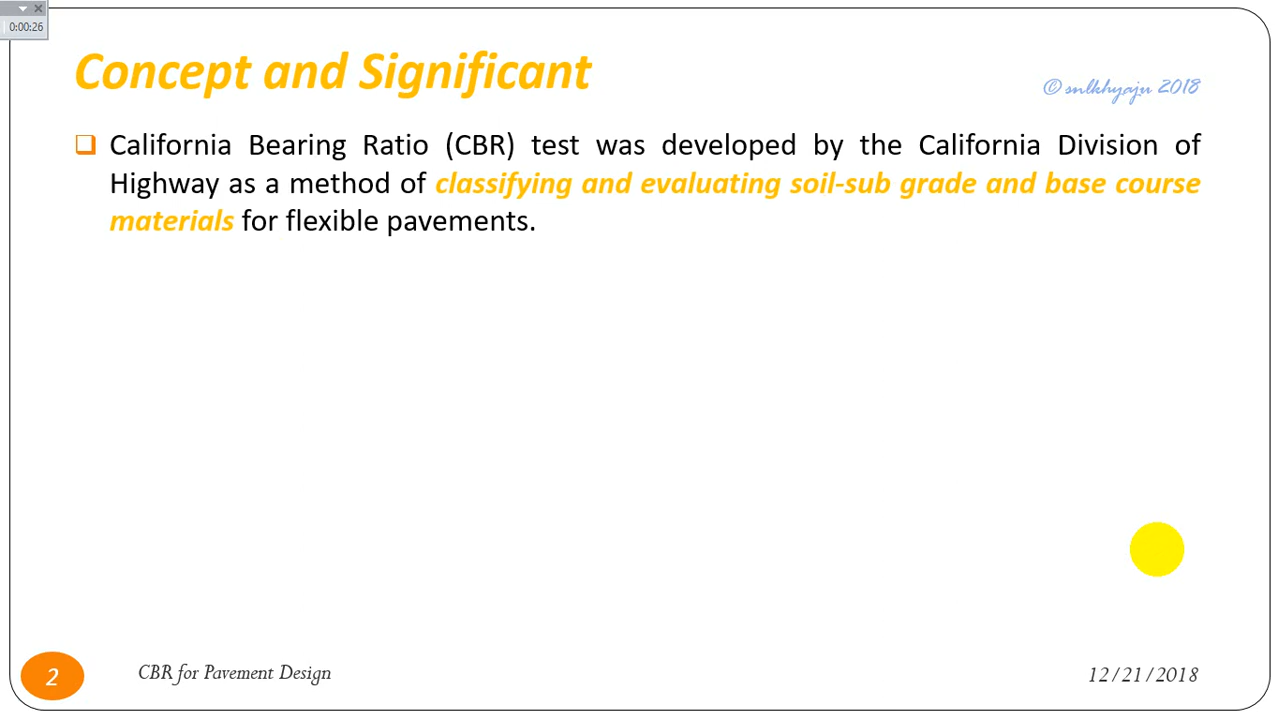 0:00:26
Concept and Significant
© snlkhyaju 2018
California Bearing Ratio (CBR) test was developed by the California Division of
Highway as a method of classifying and evaluating soil-sub grade and base course
materials for flexible pavements.
2
CBR for Pavement Design
12/21/2018